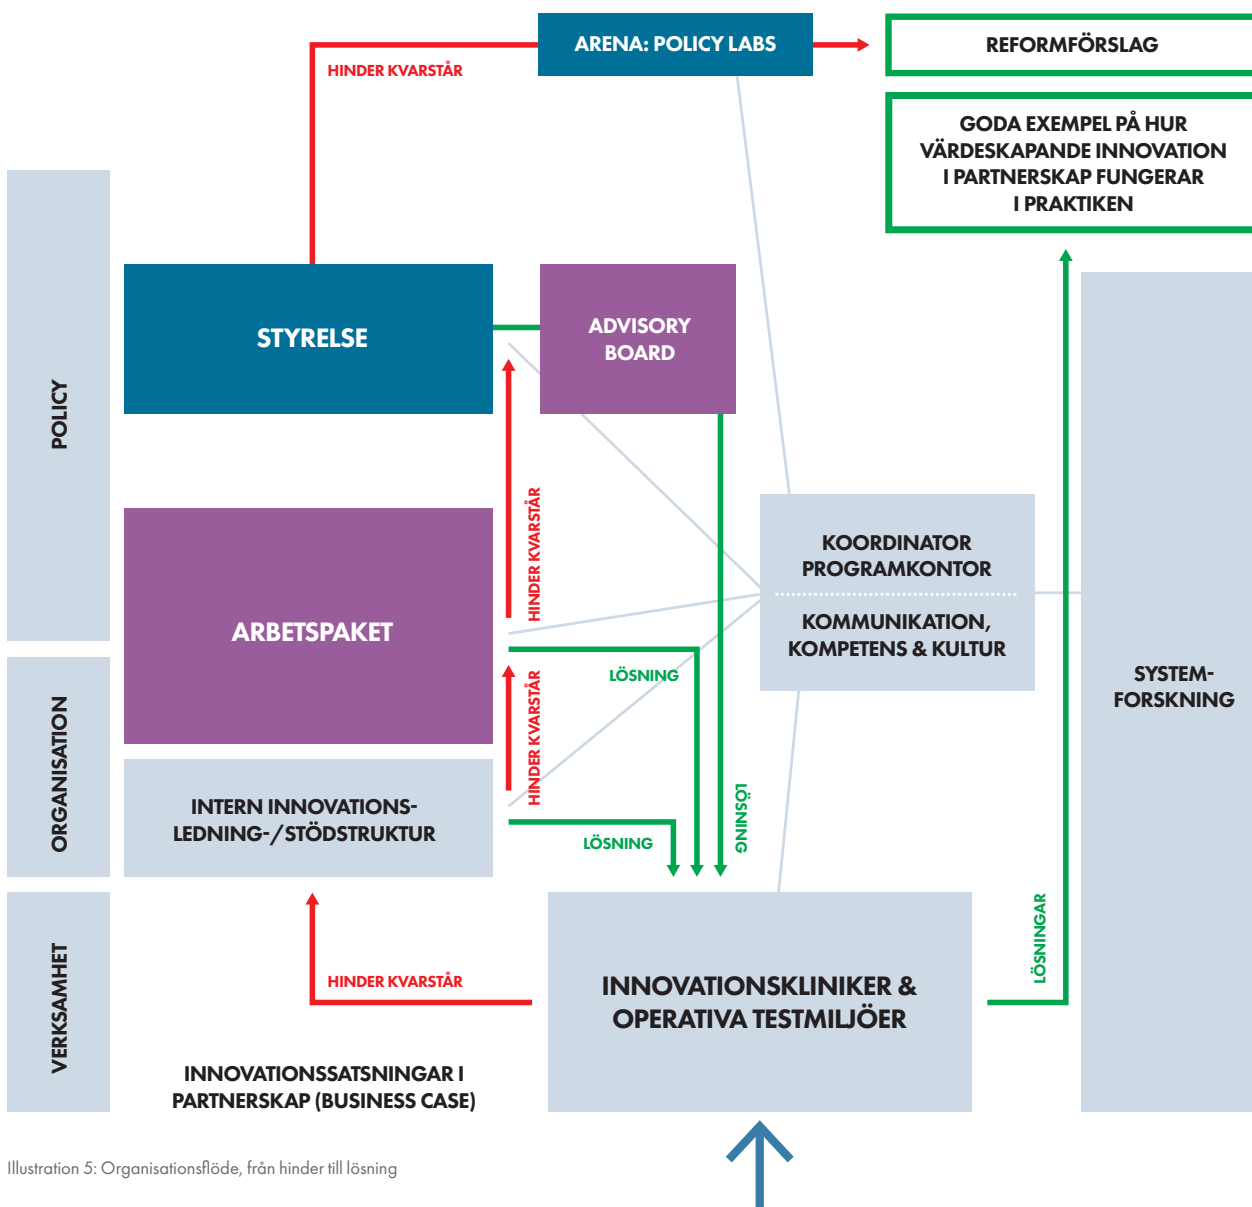 ARENA: POLICY LABS
REFORMFÖRSLAG
HINDER KVARSTÅR
GODA EXEMPEL PÅ HUR
VÄRDESKAPANDE INNOVATION
I PARTNERSKAP FUNGERAR
I PRAKTIKEN
POLICY
STYRELSE
ADVISORY
BOARD
HINDER KVARSTÅR
KOORDINATOR
PROGRAMKONTOR
KOMMUNIKATION,
KOMPETENS & KULTUR
ARBETSPAKET
LÖSNING
SYSTEM-
FORSKNING
ORGANISATION
HINDER KVARSTÅR
INTERN INNOVATIONS-
LEDNING-/STÖDSTRUKTUR
LÖSNING
LÖSNING
VERKSAMHET
HINDER KVARSTÅR
INNOVATIONSKLINIKER &
OPERATIVA TESTMILJÖER
LÖSNINGAR
INNOVATIONSSATSNINGAR I
PARTNERSKAP (BUSINESS CASE)
Illustration 5: Organisationsflöde, från hinder till lösning